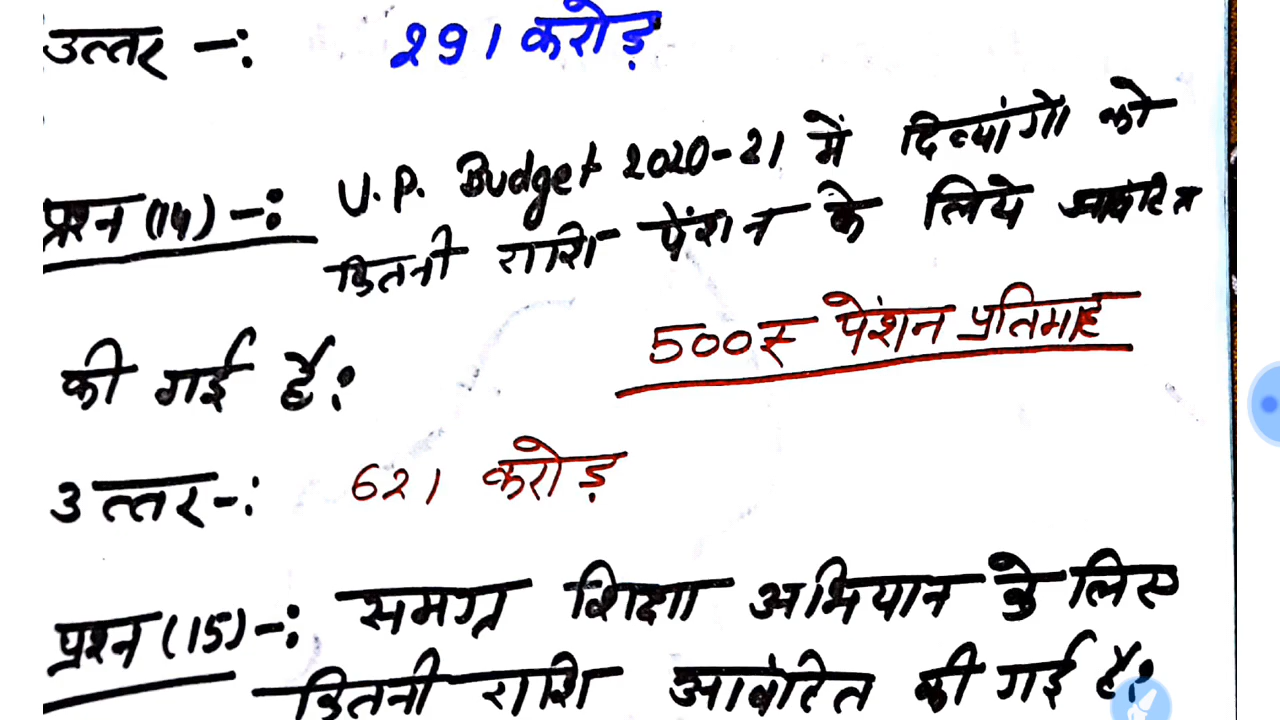 उत्तर -: 291 करोड़
प्रश्न (14) -: U.P. Budget 2020-21 में दिव्यांगो को
कितनी राशि पेंशन के लिये आवंटित
की गई है:
500रु पेंशन प्रतिमाह
उत्तर -: 621 करोड़
प्रश्न (15) -: समग्र शिक्षा अभियान के लिए
कितनी राशि आवंटित की गई है: